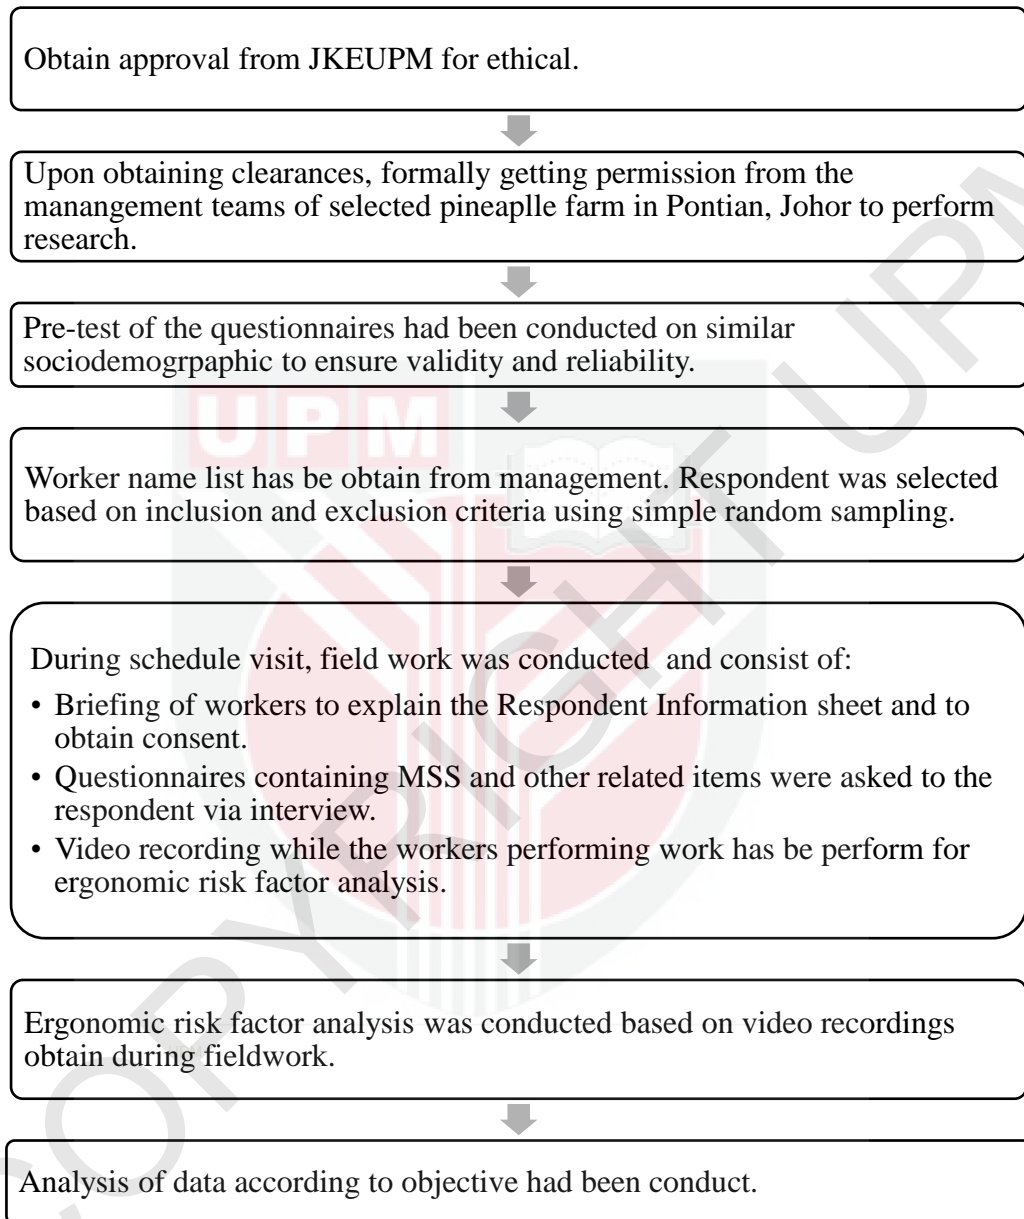 Obtain approval from JKEUPM for ethical.
Upon obtaining clearances, formally getting permission from the
manangement teams of selected pineaplle farm in Pontian, Johor to perform
research.
Pre-test of the questionnaires had been conducted on similar
sociodemogrpaphic to ensure validity and reliability.
UPM
Worker name list has be obtain from management. Respondent was selected
based on inclusion and exclusion criteria using simple random sampling.
During schedule visit, field work was conducted and consist of:
• Briefing of workers to explain the Respondent Information sheet and to
obtain consent.
• Questionnaires containing MSS and other related items were asked to the
respondent via interview.
• Video recording while the workers performing work has be perform for
ergonomic risk factor analysis.
Ergonomic risk factor analysis was conducted based on video recordings
obtain during fieldwork.
Analysis of data according to objective had been conduct.
COPYRIGHT UPM